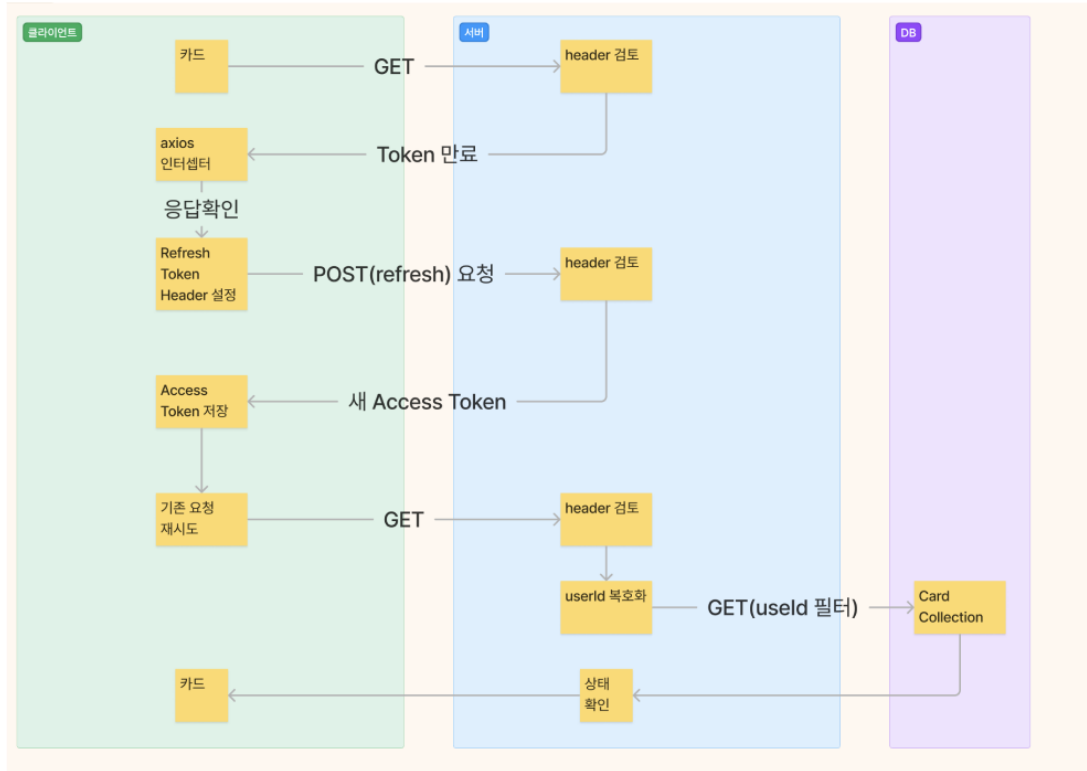 클라이언트
서버
DB
카드
GET
header 검토
axios
인터셉터
Token 만료
응답확인
Refresh
Token
Header 설정
POST(refresh) 요청
header 검토
Access
Token 저장
새 Access Token
기존 요청
재시도
GET
header 검토
userId 복호화
GET(useId 필터)
Card
Collection
카드
상태
확인